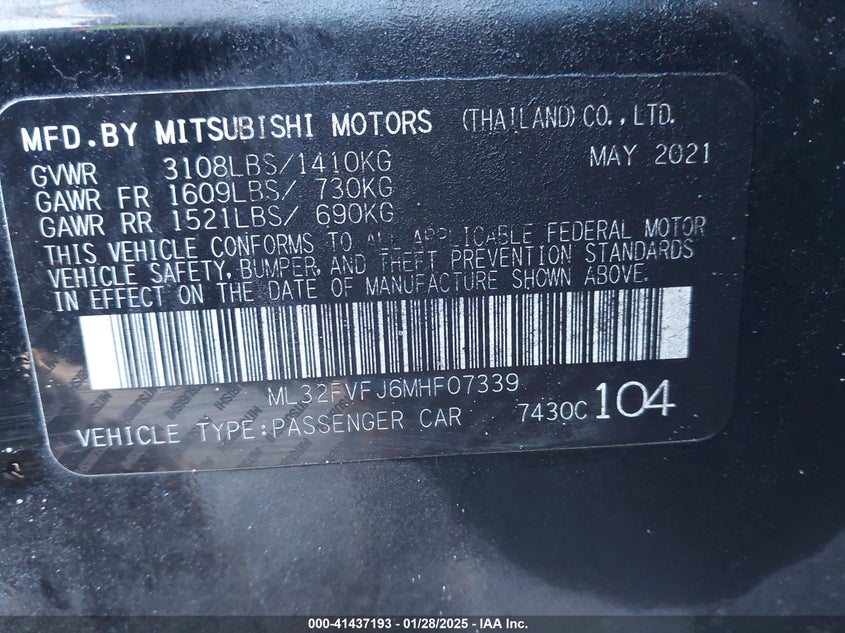 MFD.BY MITSUBISHI MOTORS (THAILAND) CO., LTD.
GVWR 3108LBS/1410KG MAY 2021
GAWR FR 1609LBS/ 730KG
GAWR RR 1521LBS/ 690KG
THIS VEHICLE CONFORMS TO ALL APPLICABLE FEDERAL MOTOR
VEHICLE SAFETY, BUMPER, AND THEFT PREVENTION STANDARDS
IN EFFECT ON THE DATE OF MANUFACTURE SHOWN ABOVE.
ML32FVFJ6MHF07339
VEHICLE TYPE:PASSENGER CAR 7430C 104
000-41437193 - 01/28/2025 - IAA Inc.